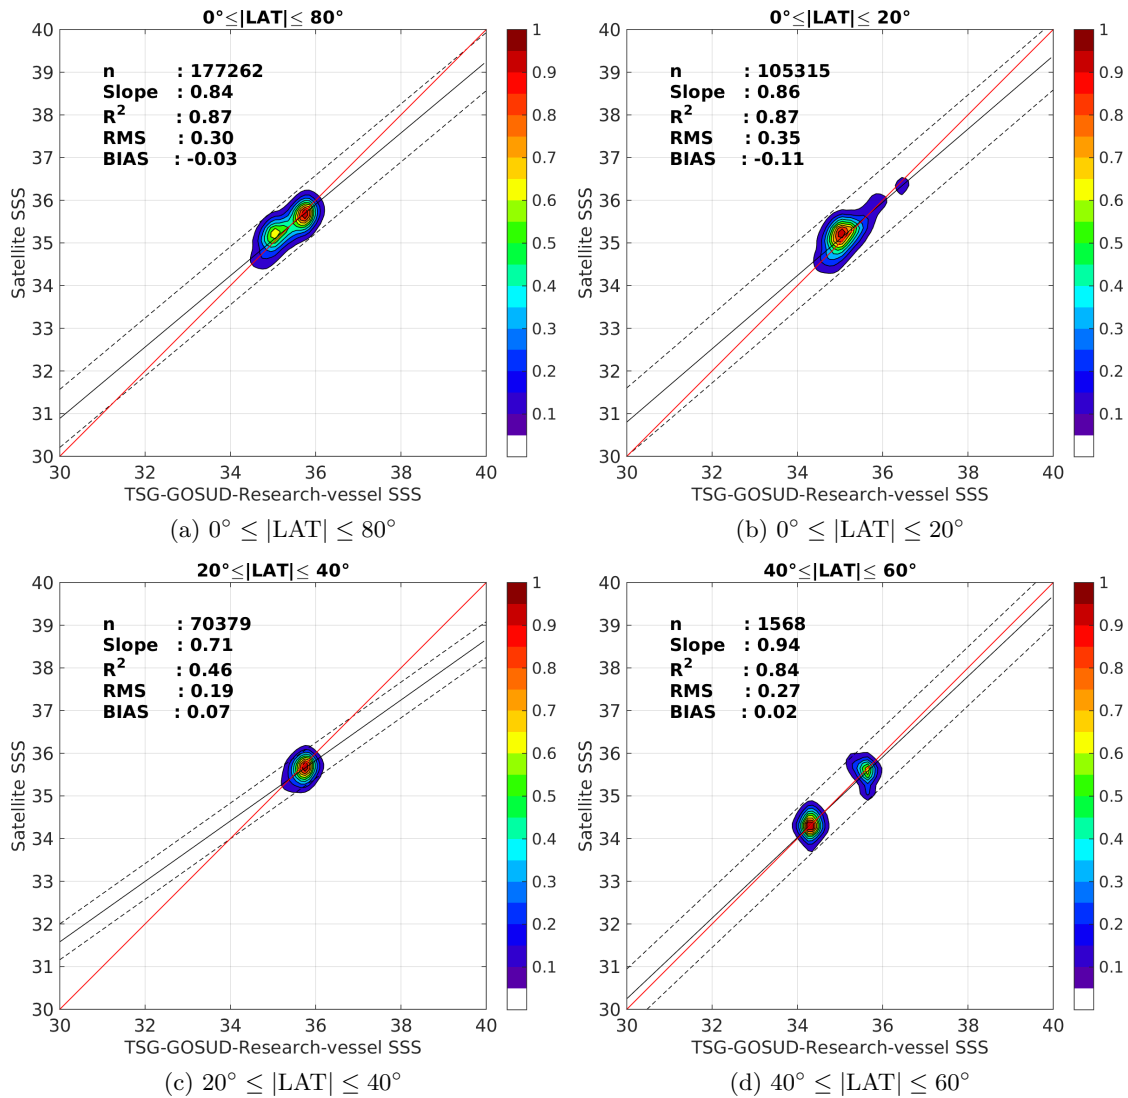 0°≤|LAT|≤ 80°
n : 177262
Slope : 0.84
R2 : 0.87
RMS : 0.30
BIAS : -0.03
40
39
38
37
36
35
34
33
32
31
30
30 32 34 36 38 40
Satellite SSS
TSG-GOSUD-Research-vessel SSS
1
0.9
0.8
0.7
0.6
0.5
0.4
0.3
0.2
0.1
(a) 0° ≤ |LAT| ≤ 80°
0°≤|LAT|≤ 20°
n : 105315
Slope : 0.86
R2 : 0.87
RMS : 0.35
BIAS : -0.11
40
39
38
37
36
35
34
33
32
31
30
30 32 34 36 38 40
Satellite SSS
TSG-GOSUD-Research-vessel SSS
1
0.9
0.8
0.7
0.6
0.5
0.4
0.3
0.2
0.1
(b) 0° ≤ |LAT| ≤ 20°
20°≤|LAT|≤ 40°
n : 70379
Slope : 0.71
R2 : 0.46
RMS : 0.19
BIAS : 0.07
40
39
38
37
36
35
34
33
32
31
30
30 32 34 36 38 40
Satellite SSS
TSG-GOSUD-Research-vessel SSS
1
0.9
0.8
0.7
0.6
0.5
0.4
0.3
0.2
0.1
(c) 20° ≤ |LAT| ≤ 40°
40°≤|LAT|≤ 60°
n : 1568
Slope : 0.94
R2 : 0.84
RMS : 0.27
BIAS : 0.02
40
39
38
37
36
35
34
33
32
31
30
30 32 34 36 38 40
Satellite SSS
TSG-GOSUD-Research-vessel SSS
1
0.9
0.8
0.7
0.6
0.5
0.4
0.3
0.2
0.1
(d) 40° ≤ |LAT| ≤ 60°